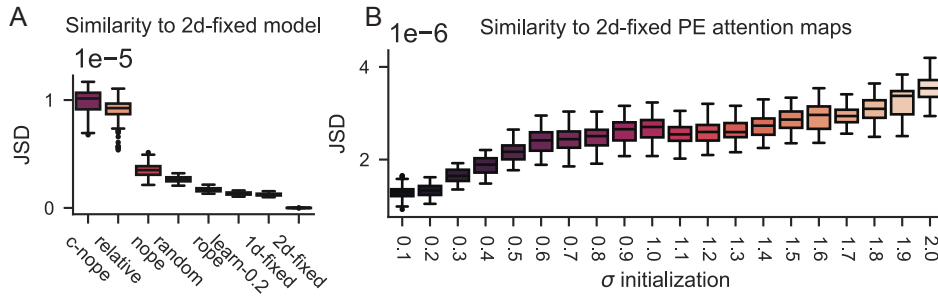 A
Similarity to 2d-fixed model
1e-5
JSD
1
0
c-nope
relative
nope
random
rope
learn-0.2
1d-fixed
2d-fixed
B
Similarity to 2d-fixed PE attention maps
1e-6
JSD
4
2
0.1 0.2 0.3 0.4 0.5 0.6 0.7 0.8 0.9 1.0 1.1 1.2 1.3 1.4 1.5 1.6 1.7 1.8 1.9 2.0
σ initialization